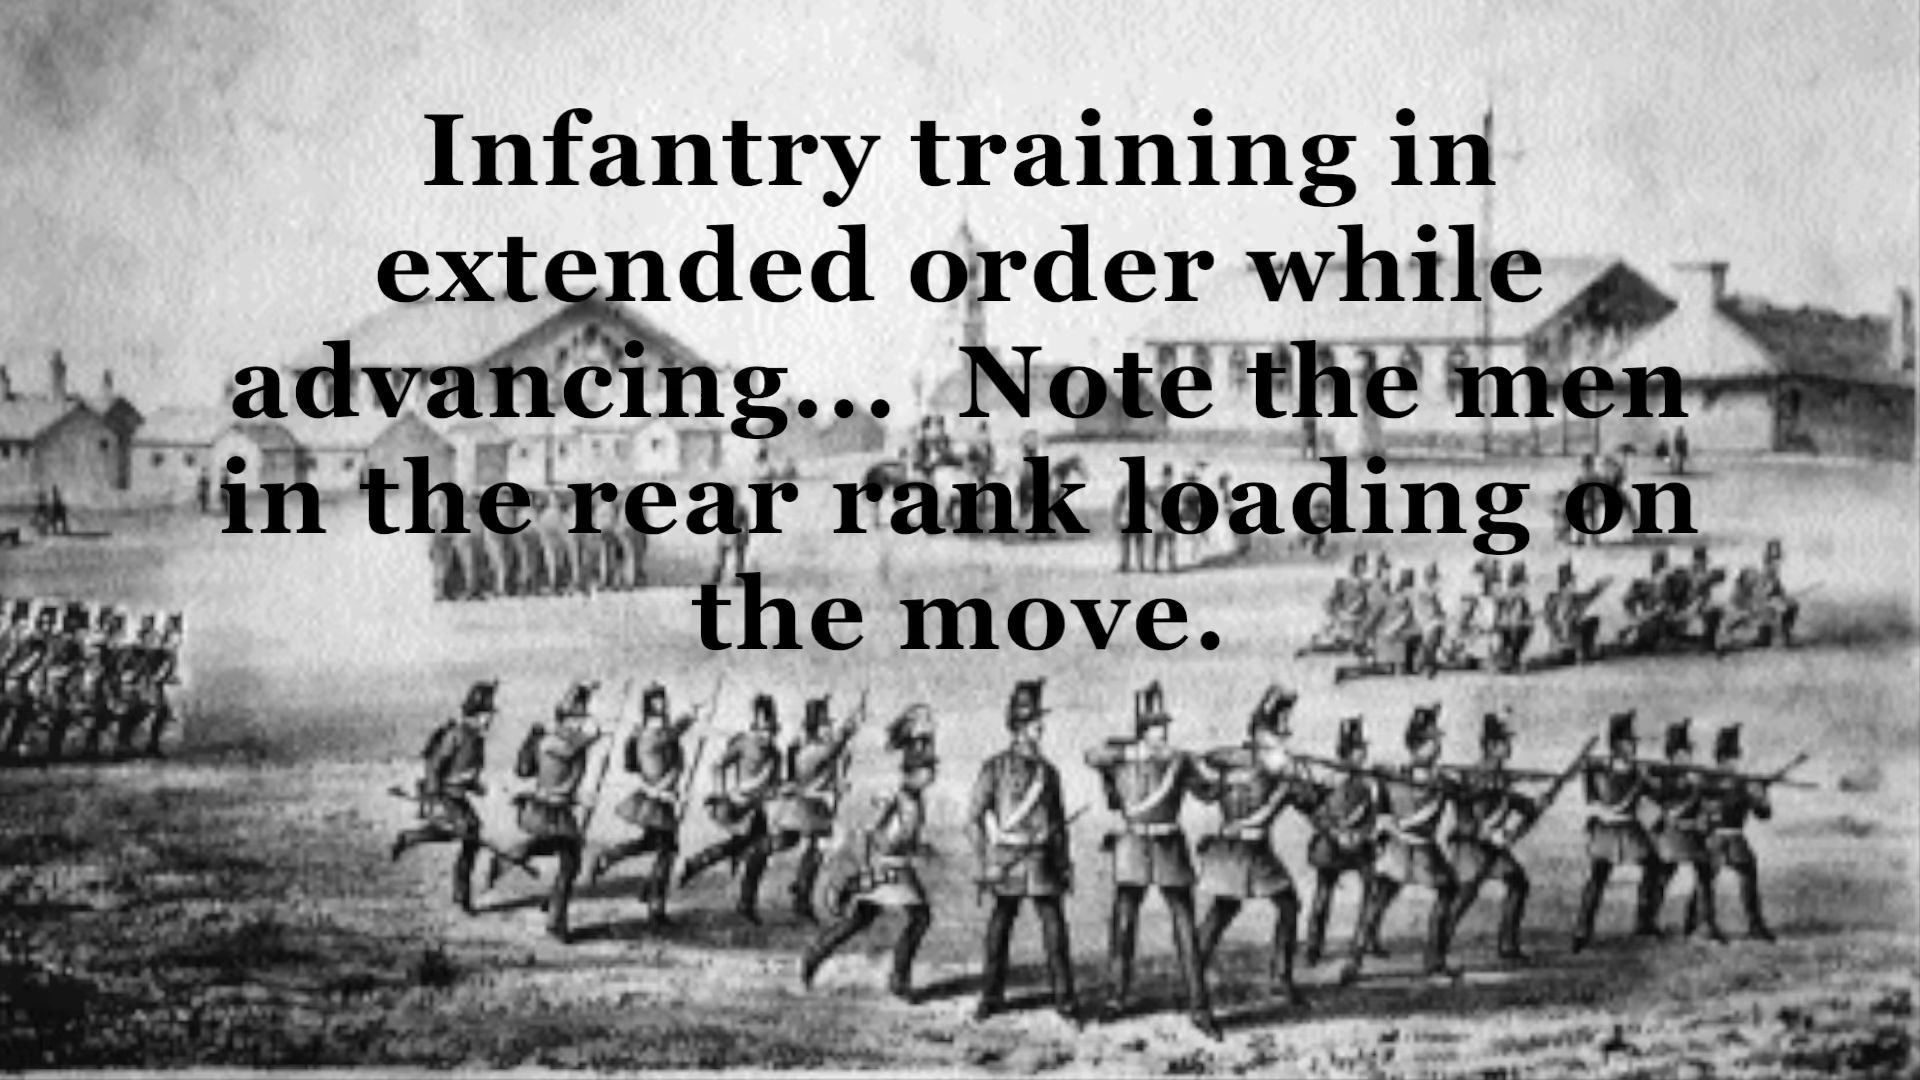 Infantry training in
extended order while
advancing...  Note the men
in the rear rank loading on
the move.